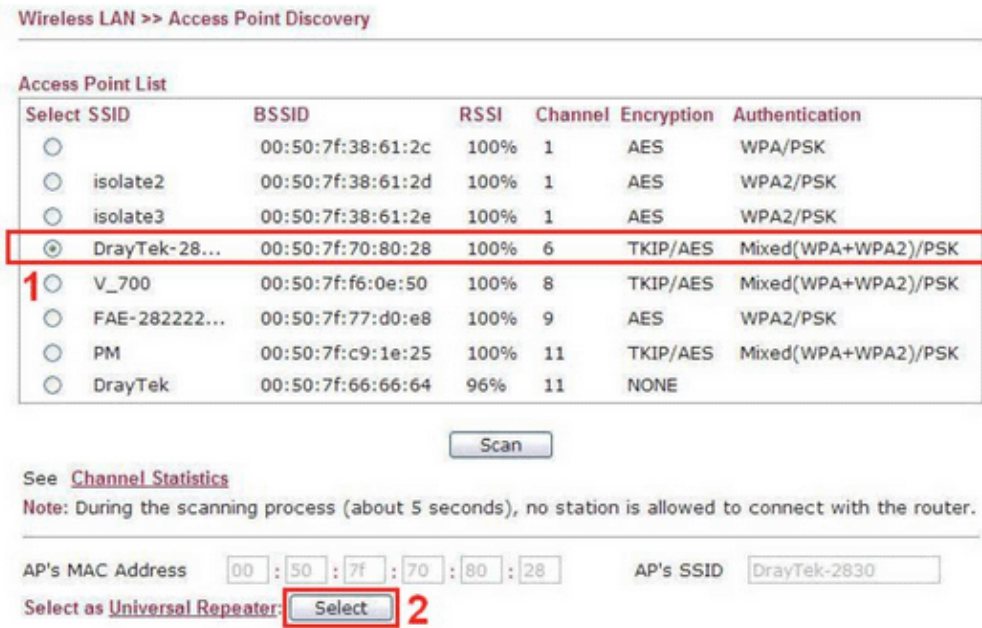 Wireless LAN >> Access Point Discovery
Access Point List
Select SSID BSSID RSSI Channel Encryption Authentication
00:50:7f:38:61:2c 100% 1 AES WPA/PSK
isolate2 00:50:7f:38:61:2d 100% 1 AES WPA2/PSK
isolate3 00:50:7f:38:61:2e 100% 1 AES WPA2/PSK
DrayTek-28... 00:50:7f:70:80:28 100% 6 TKIP/AES Mixed(WPA+WPA2)/PSK
1 V_700 00:50:7f:f6:0e:50 100% 8 TKIP/AES Mixed(WPA+WPA2)/PSK
FAE-282222... 00:50:7f:77:d0:e8 100% 9 AES WPA2/PSK
PM 00:50:7f:c9:1e:25 100% 11 TKIP/AES Mixed(WPA+WPA2)/PSK
DrayTek 00:50:7f:66:66:64 96% 11 NONE
Scan
See Channel Statistics
Note: During the scanning process (about 5 seconds), no station is allowed to connect with the router.
AP's MAC Address 00 : 50 : 7f : 70 : 80 : 28 AP's SSID DrayTek-2830
Select as Universal Repeater: Select 2